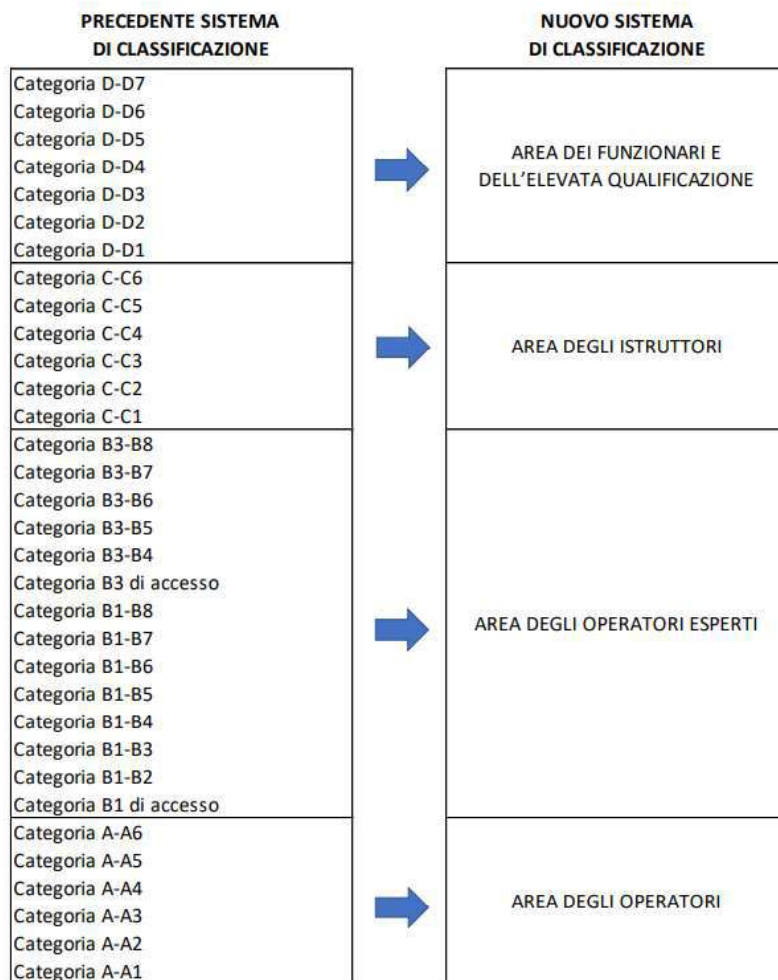 PRECEDENTE SISTEMA
DI CLASSIFICAZIONE
NUOVO SISTEMA
DI CLASSIFICAZIONE
Categoria D-D7
Categoria D-D6
Categoria D-D5
Categoria D-D4
Categoria D-D3
Categoria D-D2
Categoria D-D1
AREA DEI FUNZIONARI E
DELL'ELEVATA QUALIFICAZIONE
Categoria C-C6
Categoria C-C5
Categoria C-C4
Categoria C-C3
Categoria C-C2
Categoria C-C1
AREA DEGLI ISTRUTTORI
Categoria B3-B8
Categoria B3-B7
Categoria B3-B6
Categoria B3-B5
Categoria B3-B4
Categoria B3 di accesso
Categoria B1-B8
Categoria B1-B7
Categoria B1-B6
Categoria B1-B5
Categoria B1-B4
Categoria B1-B3
Categoria B1-B2
Categoria B1 di accesso
AREA DEGLI OPERATORI ESPERTI
Categoria A-A6
Categoria A-A5
Categoria A-A4
Categoria A-A3
Categoria A-A2
Categoria A-A1
AREA DEGLI OPERATORI